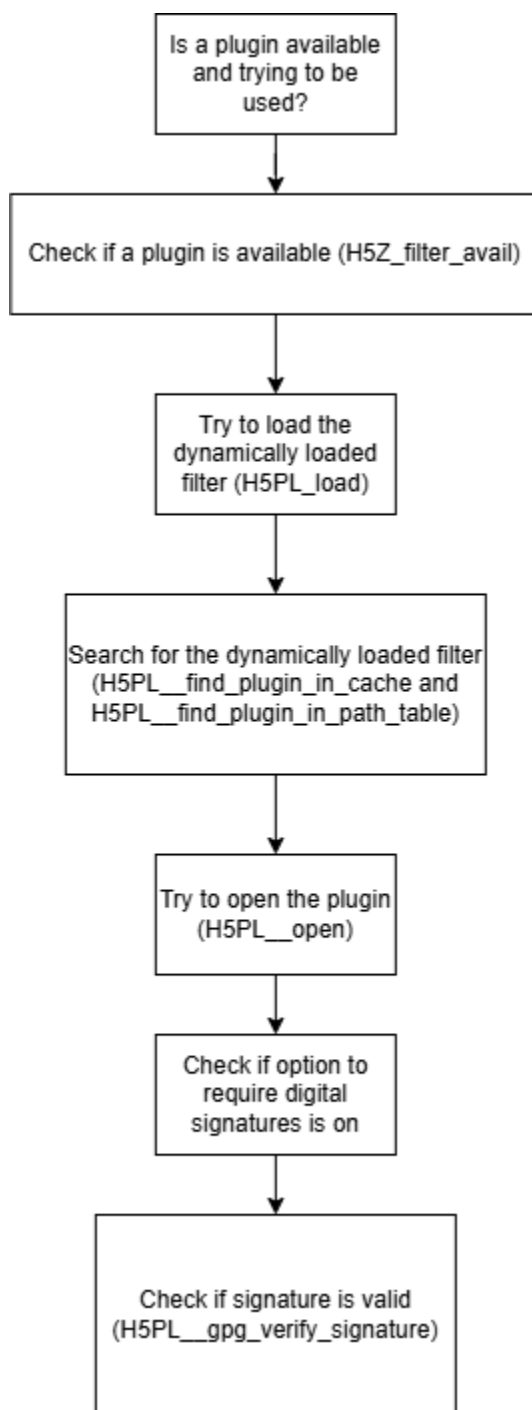 Is a plugin available
and trying to be
used?
Check if a plugin is available (H5Z_filter_avail)
Try to load the
dynamically loaded
filter (H5PL_load)
Search for the dynamically loaded filter
(H5PL__find_plugin_in_cache and
H5PL__find_plugin_in_path_table)
Try to open the plugin
(H5PL__open)
Check if option to
require digital
signatures is on
Check if signature is valid
(H5PL__gpg_verify_signature)